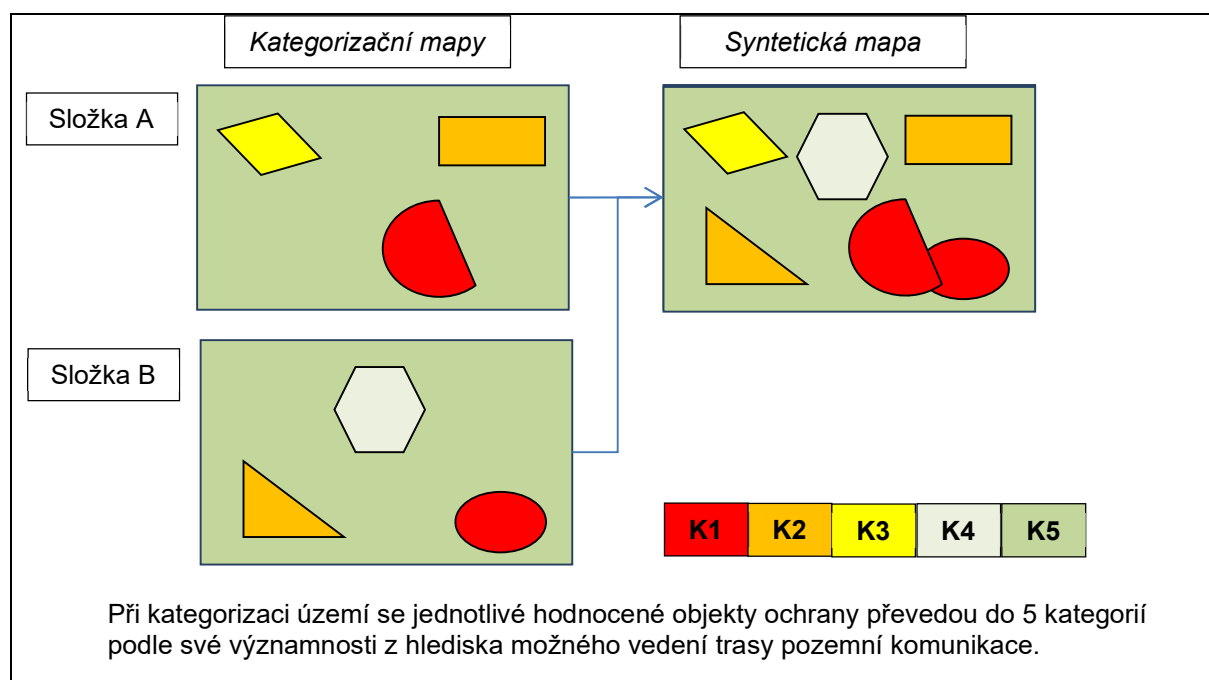 Kategorizační mapy
Syntetická mapa
Složka A
Složka B
K1 K2 K3 K4 K5
Při kategorizaci území se jednotlivé hodnocené objekty ochrany převedou do 5 kategorií
podle své významnosti z hlediska možného vedení trasy pozemní komunikace.